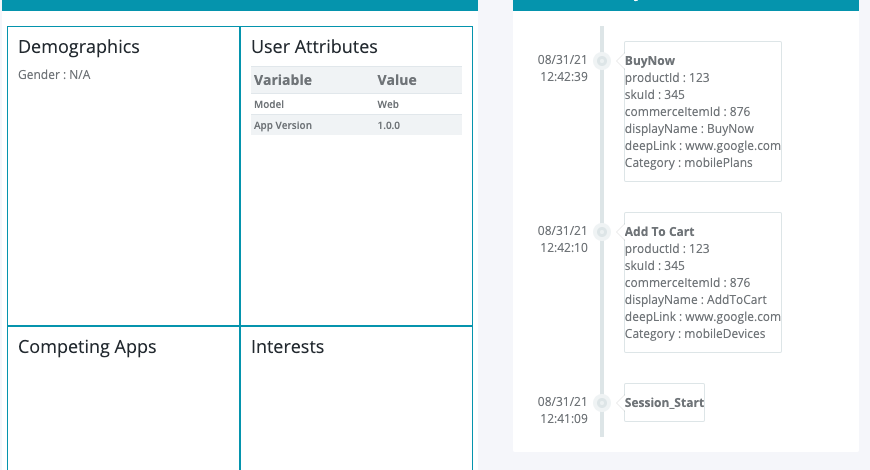 Demographics
Gender : N/A
User Attributes
Variable Value
Model Web
App Version 1.0.0
Competing Apps
Interests
08/31/21
12:42:39
BuyNow
productId : 123
skuId : 345
commerceItemId : 876
displayName : BuyNow
deepLink : www.google.com
Category : mobilePlans
08/31/21
12:42:10
Add To Cart
productId : 123
skuId : 345
commerceItemId : 876
displayName : AddToCart
deepLink : www.google.com
Category : mobileDevices
08/31/21
12:41:09
Session_Start